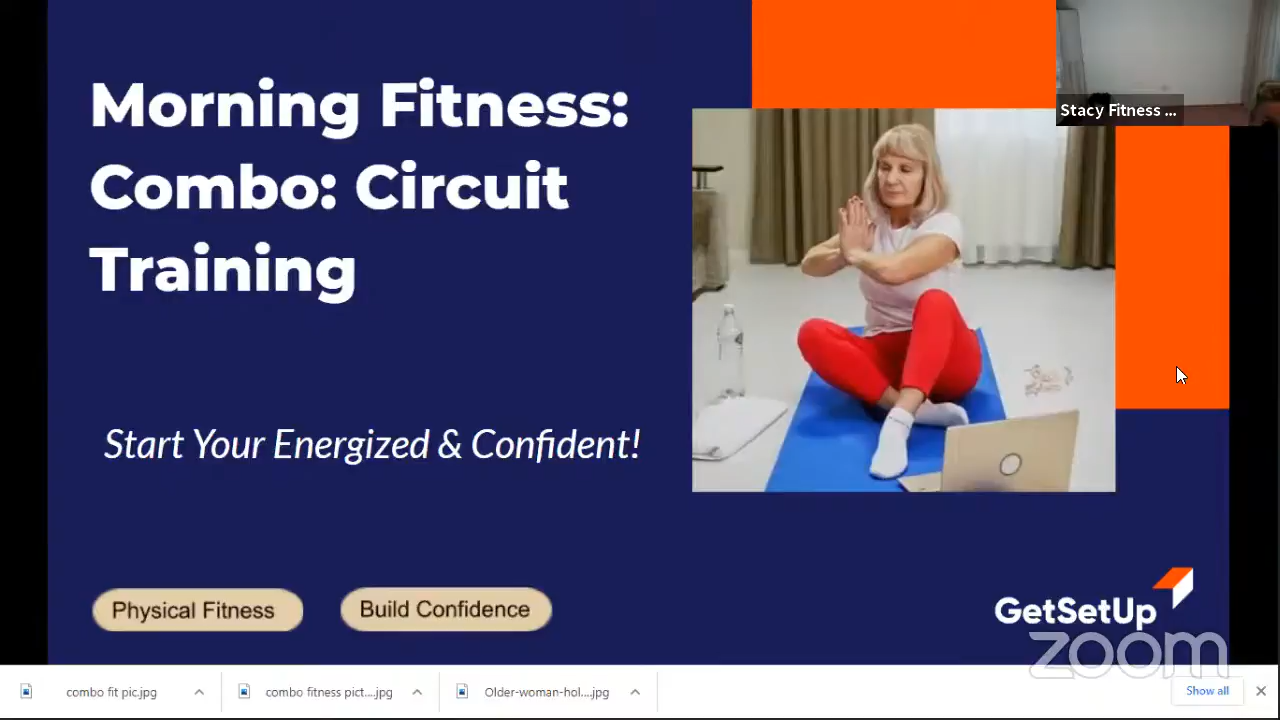 Morning Fitness:
Combo: Circuit
Training
Stacy Fitness ...
Start Your Energized & Confident!
Physical Fitness
Build Confidence
GetSetUp
zoom
combo fit pic.jpg
combo fitness pict....jpg
Older-woman-hol....jpg
Show all